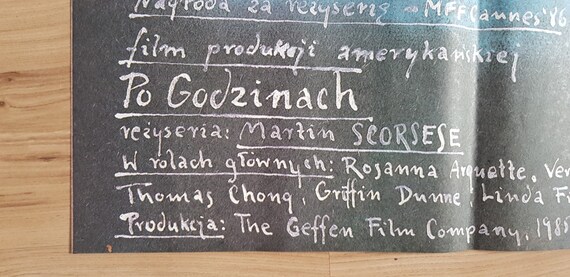 Nagroda za reżyserię - MFF Cannes '86
film produkcji amerykańskiej
Po Godzinach
reżyseria: Martin SCORSESE
W rolach głównych: Rosanna Arquette, Ver
Thomas Chong, Griffin Dunne, Linda Fi
Produkcja: The Geffen Film Company, 1985